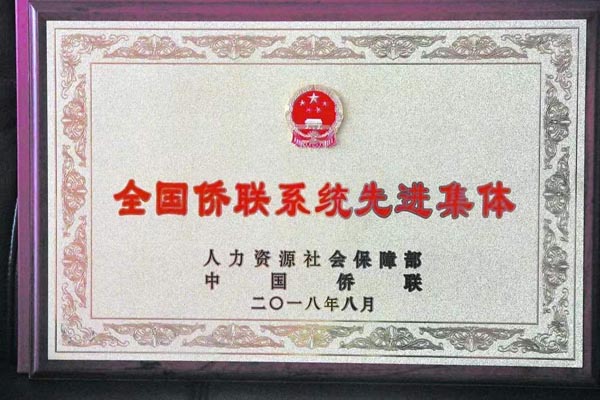 全国侨联系统先进集体
人力资源社会保障部
中国侨联
二〇一八年八月